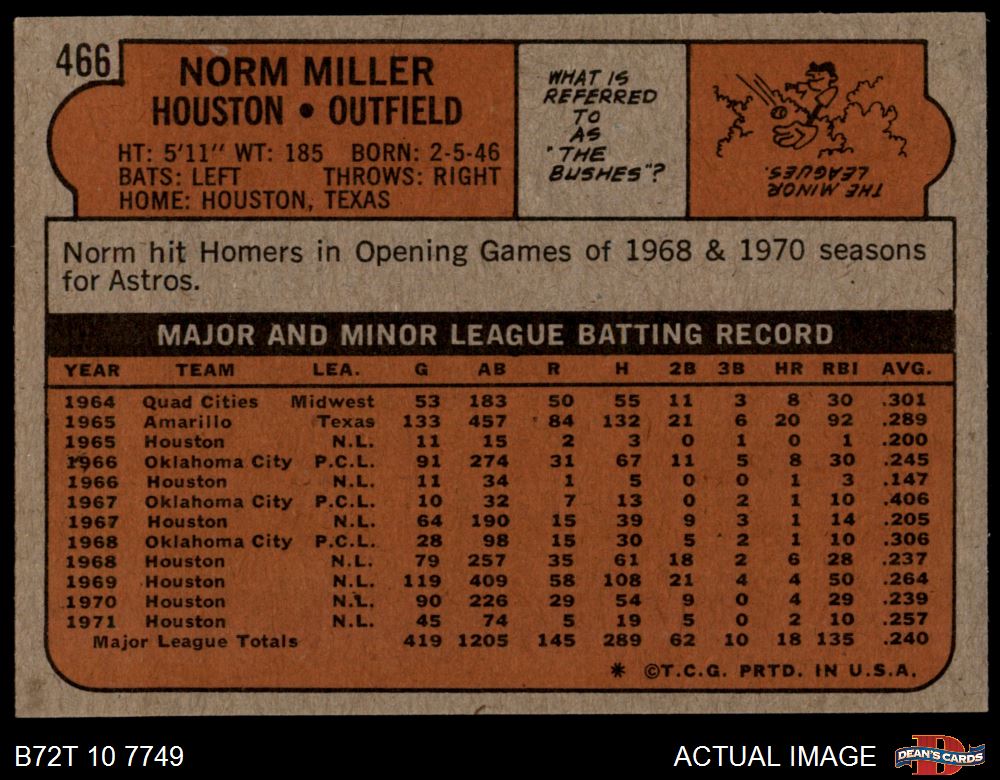 466
NORM MILLER
HOUSTON • OUTFIELD
HT: 5'11" WT: 185 BORN: 2-5-46
BATS: LEFT THROWS: RIGHT
HOME: HOUSTON, TEXAS
WHAT IS
REFERRED
TO
AS
"THE
BUSHES"?
THE MINOR
LEAGUES.
Norm hit Homers in Opening Games of 1968 & 1970 seasons
for Astros.
MAJOR AND MINOR LEAGUE BATTING RECORD
YEAR TEAM LEA. G AB R H 2B 3B HR RBI AVG.
1964 Quad Cities Midwest 53 183 50 55 11 3 8 30 .301
1965 Amarillo Texas 133 457 84 132 21 6 20 92 .289
1965 Houston N.L. 11 15 2 3 0 1 0 1 .200
1966 Oklahoma City P.C.L. 91 274 31 67 11 5 8 30 .245
1966 Houston N.L. 11 34 1 5 0 0 1 3 .147
1967 Oklahoma City P.C.L. 10 32 7 13 0 2 1 10 .406
1967 Houston N.L. 64 190 15 39 9 3 1 14 .205
1968 Oklahoma City P.C.L. 28 98 15 30 5 2 1 10 .306
1968 Houston N.L. 79 257 35 61 18 2 6 28 .237
1969 Houston N.L. 119 409 58 108 21 4 4 50 .264
1970 Houston N.L. 90 226 29 54 9 0 4 29 .239
1971 Houston N.L. 45 74 5 19 5 0 2 10 .257
Major League Totals 419 1205 145 289 62 10 18 135 .240
* ©T.C.G. PRTD. IN U.S.A.
B72T 10 7749
ACTUAL IMAGE
D
DEAN'S CARDS